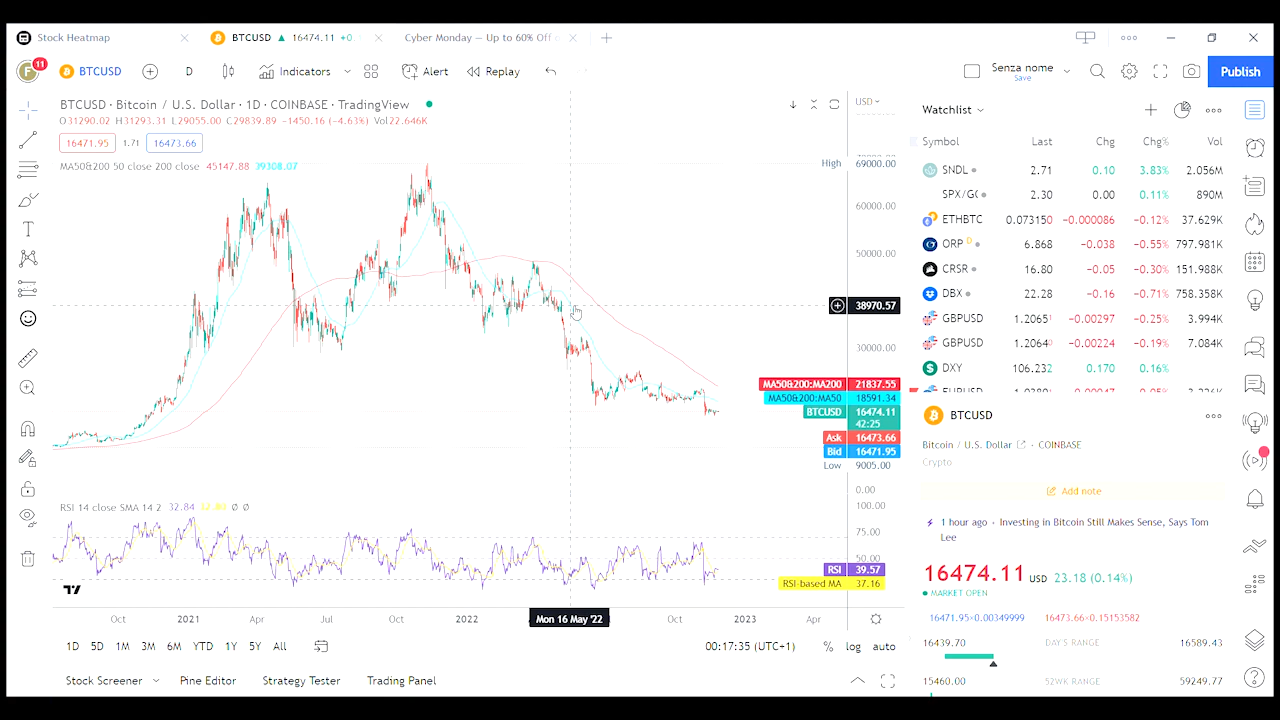 Stock Heatmap
BTCUSD ▲ 16474.11 +0.
Cyber Monday — Up to 60% Off
F 11
BTCUSD
D
Indicators
Alert
Replay
Senza nome
Save
Publish
BTCUSD · Bitcoin / U.S. Dollar · 1D · COINBASE · TradingView
O31290.02 H31293.31 L29055.00 C29839.89 −1450.16 (−4.63%) Vol22.646K
16471.95 1.71 16473.66
MA50&200 50 close 200 close 45147.88 39308.07
USD
High 69000.00
60000.00
50000.00
38970.57
30000.00
MA50&200:MA200 21837.55
MA50&200:MA50 18591.34
BTCUSD 16474.11
42:25
Ask 16473.66
Bid 16471.95
Low 9005.00
0.00
RSI 14 close SMA 14 2 32.84 Ø Ø
100.00
75.00
50.00
RSI 39.57
RSI-based MA 37.16
Oct 2021 Apr Jul Oct 2022 Mon 16 May '22 Oct 2023 Apr
1D 5D 1M 3M 6M YTD 1Y 5Y All
00:17:35 (UTC+1) % log auto
Stock Screener Pine Editor Strategy Tester Trading Panel
Watchlist
Symbol Last Chg Chg% Vol
SNDL 2.71 0.10 3.83% 2.056M
SPX/GC 2.30 0.00 0.11% 890M
ETHBTC 0.073150 −0.000086 −0.12% 37.629K
ORP D 6.868 −0.038 −0.55% 797.981K
CRSR 16.80 −0.05 −0.30% 151.988K
DBX 22.28 −0.16 −0.71% 758.358K
GBPUSD 1.20651 −0.00297 −0.25% 3.994K
GBPUSD 1.20640 −0.00224 −0.19% 7.084K
DXY 106.232 0.170 0.16%
BTCUSD
Bitcoin / U.S. Dollar · COINBASE
Crypto
Add note
1 hour ago · Investing in Bitcoin Still Makes Sense, Says Tom
Lee
16474.11 USD 23.18 (0.14%)
MARKET OPEN
16471.95×0.00349999 16473.66×0.15153582
16439.70 DAY'S RANGE 16589.43
15460.00 52WK RANGE 59249.77